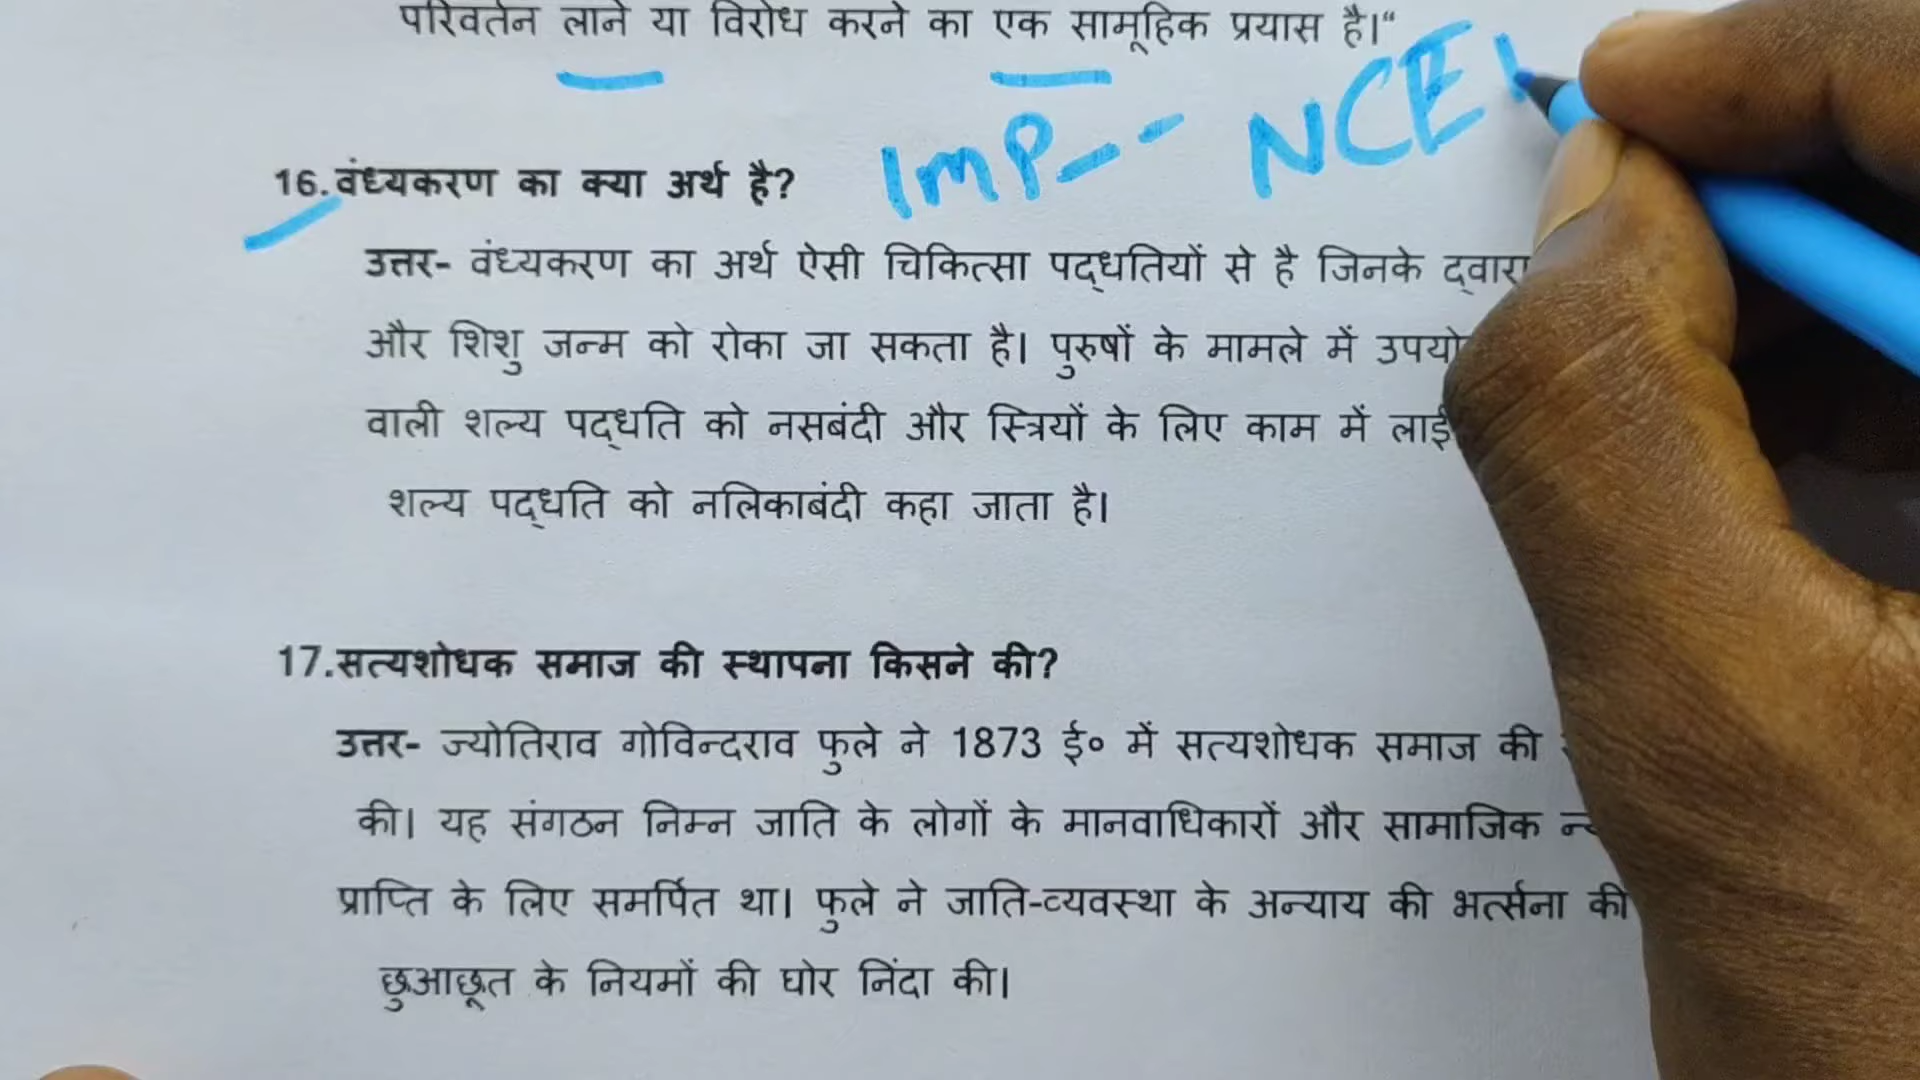 परिवर्तन लाने या विरोध करने का एक सामूहिक प्रयास है।“
16. वंध्यकरण का क्या अर्थ है? IMP-- NCE
उत्तर- वंध्यकरण का अर्थ ऐसी चिकित्सा पद्धतियों से है जिनके द्वारा
और शिशु जन्म को रोका जा सकता है। पुरुषों के मामले में
वाली शल्य पद्धति को नसबंदी और स्त्रियों के लिए काम में लाई
शल्य पद्धति को नलिकाबंदी कहा जाता है।
17. सत्यशोधक समाज की स्थापना किसने की?
उत्तर- ज्योतिराव गोविन्दराव फुले ने 1873 ई० में सत्यशोधक समाज की
की। यह संगठन निम्न जाति के लोगों के मानवाधिकारों और सामाजिक
प्राप्ति के लिए समर्पित था। फुले ने जाति-व्यवस्था के अन्याय की भर्त्सना की
छुआछूत के नियमों की घोर निंदा की।